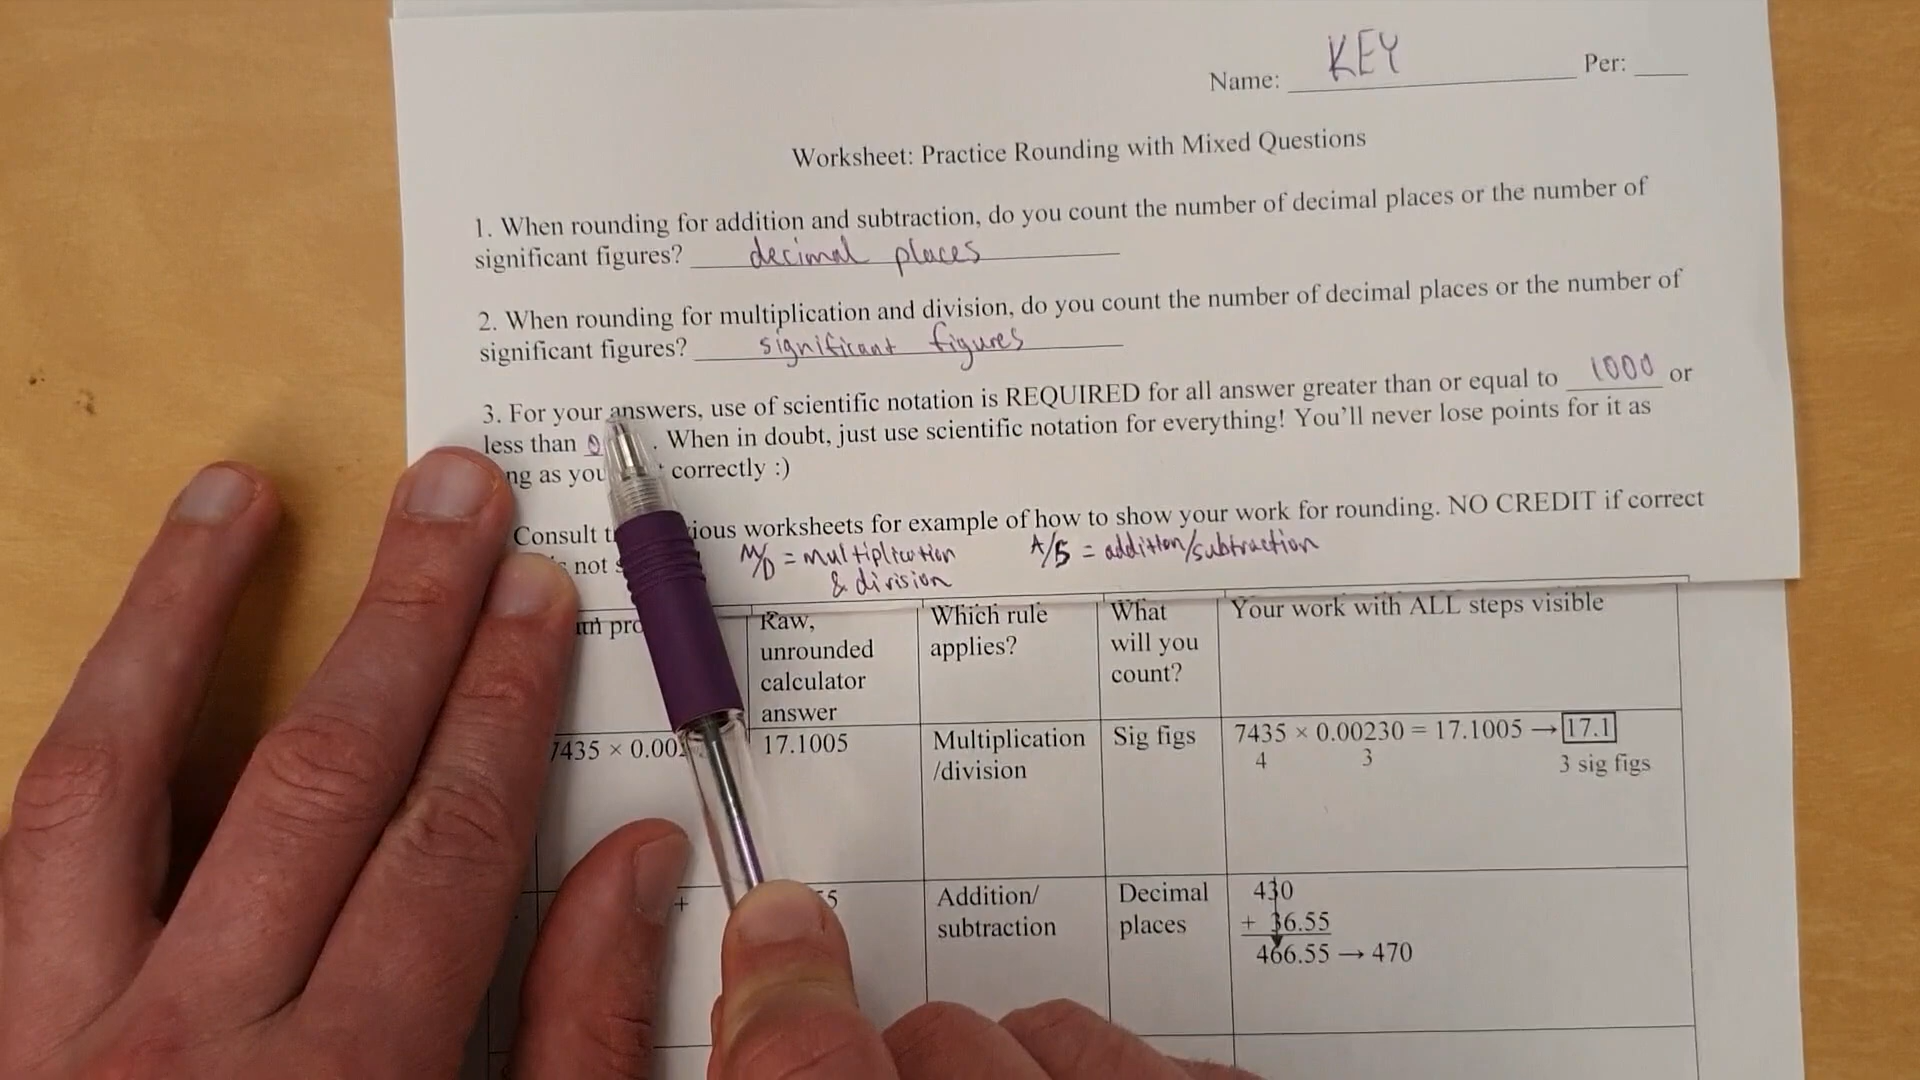 Name: KEY Per:
Worksheet: Practice Rounding with Mixed Questions
1. When rounding for addition and subtraction, do you count the number of decimal places or the number of
significant figures? decimal places
2. When rounding for multiplication and division, do you count the number of decimal places or the number of
significant figures? significant figures
3. For your answers, use of scientific notation is REQUIRED for all answer greater than or equal to 1000 or
less than 0 . When in doubt, just use scientific notation for everything! You'll never lose points for it as
ng as you correctly :)
Consult ious worksheets for example of how to show your work for rounding. NO CREDIT if correct
not
M/D = multiplication
& division
A/S = addition/subtraction
Raw,
unrounded
calculator
answer
Which rule
applies?
What
will you
count?
Your work with ALL steps visible
7435 × 0.00
17.1005
Multiplication
/division
Sig figs
7435 × 0.00230 = 17.1005 → 17.1
4 3 3 sig figs
+
5
Addition/
subtraction
Decimal
places
430
+ 36.55
466.55 → 470